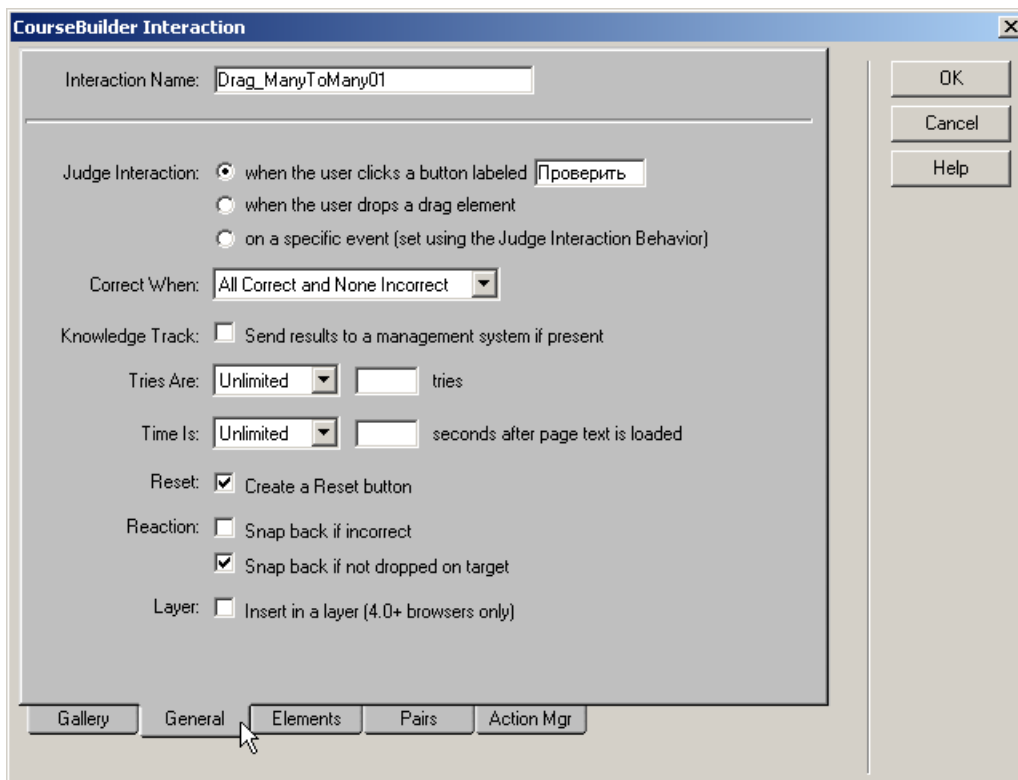 CourseBuilder Interaction
Interaction Name: Drag_ManyToMany01
OK
Cancel
Judge Interaction: when the user clicks a button labeled Проверить
Help
when the user drops a drag element
on a specific event (set using the Judge Interaction Behavior)
Correct When: All Correct and None Incorrect
Knowledge Track: Send results to a management system if present
Tries Are: Unlimited tries
Time Is: Unlimited seconds after page text is loaded
Reset: Create a Reset button
Reaction: Snap back if incorrect
Snap back if not dropped on target
Layer: Insert in a layer (4.0+ browsers only)
Gallery General Elements Pairs Action Mgr